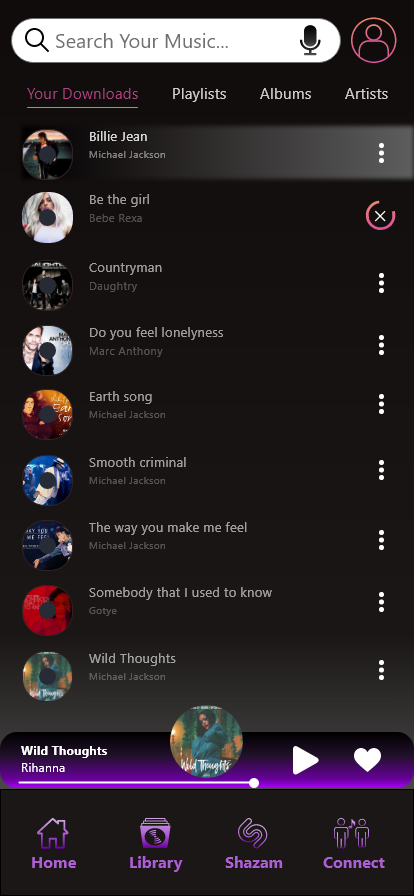 Search Your Music...
Your Downloads Playlists Albums Artists
Billie Jean
Michael Jackson
Be the girl
Bebe Rexa
Countryman
Daughtry
Do you feel lonelyness
Marc Anthony
Earth song
Michael Jackson
Smooth criminal
Michael Jackson
The way you make me feel
Michael Jackson
Somebody that I used to know
Gotye
Wild Thoughts
Michael Jackson
Wild Thoughts
Wild Thoughts
Rihanna
Home Library Shazam Connect